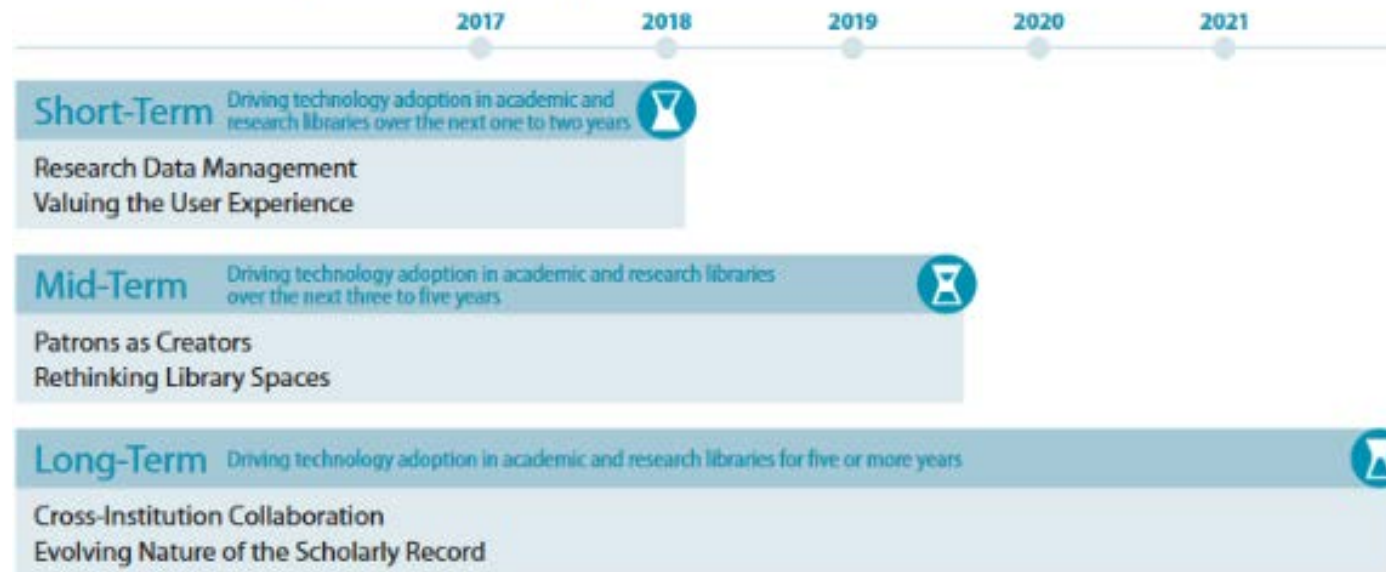 2017 2018 2019 2020 2021
Short-Term
Driving technology adoption in academic and
research libraries over the next one to two years
Research Data Management
Valuing the User Experience
Mid-Term
Driving technology adoption in academic and research libraries
over the next three to five years
Patrons as Creators
Rethinking Library Spaces
Long-Term Driving technology adoption in academic and research libraries for five or more years
Cross-Institution Collaboration
Evolving Nature of the Scholarly Record